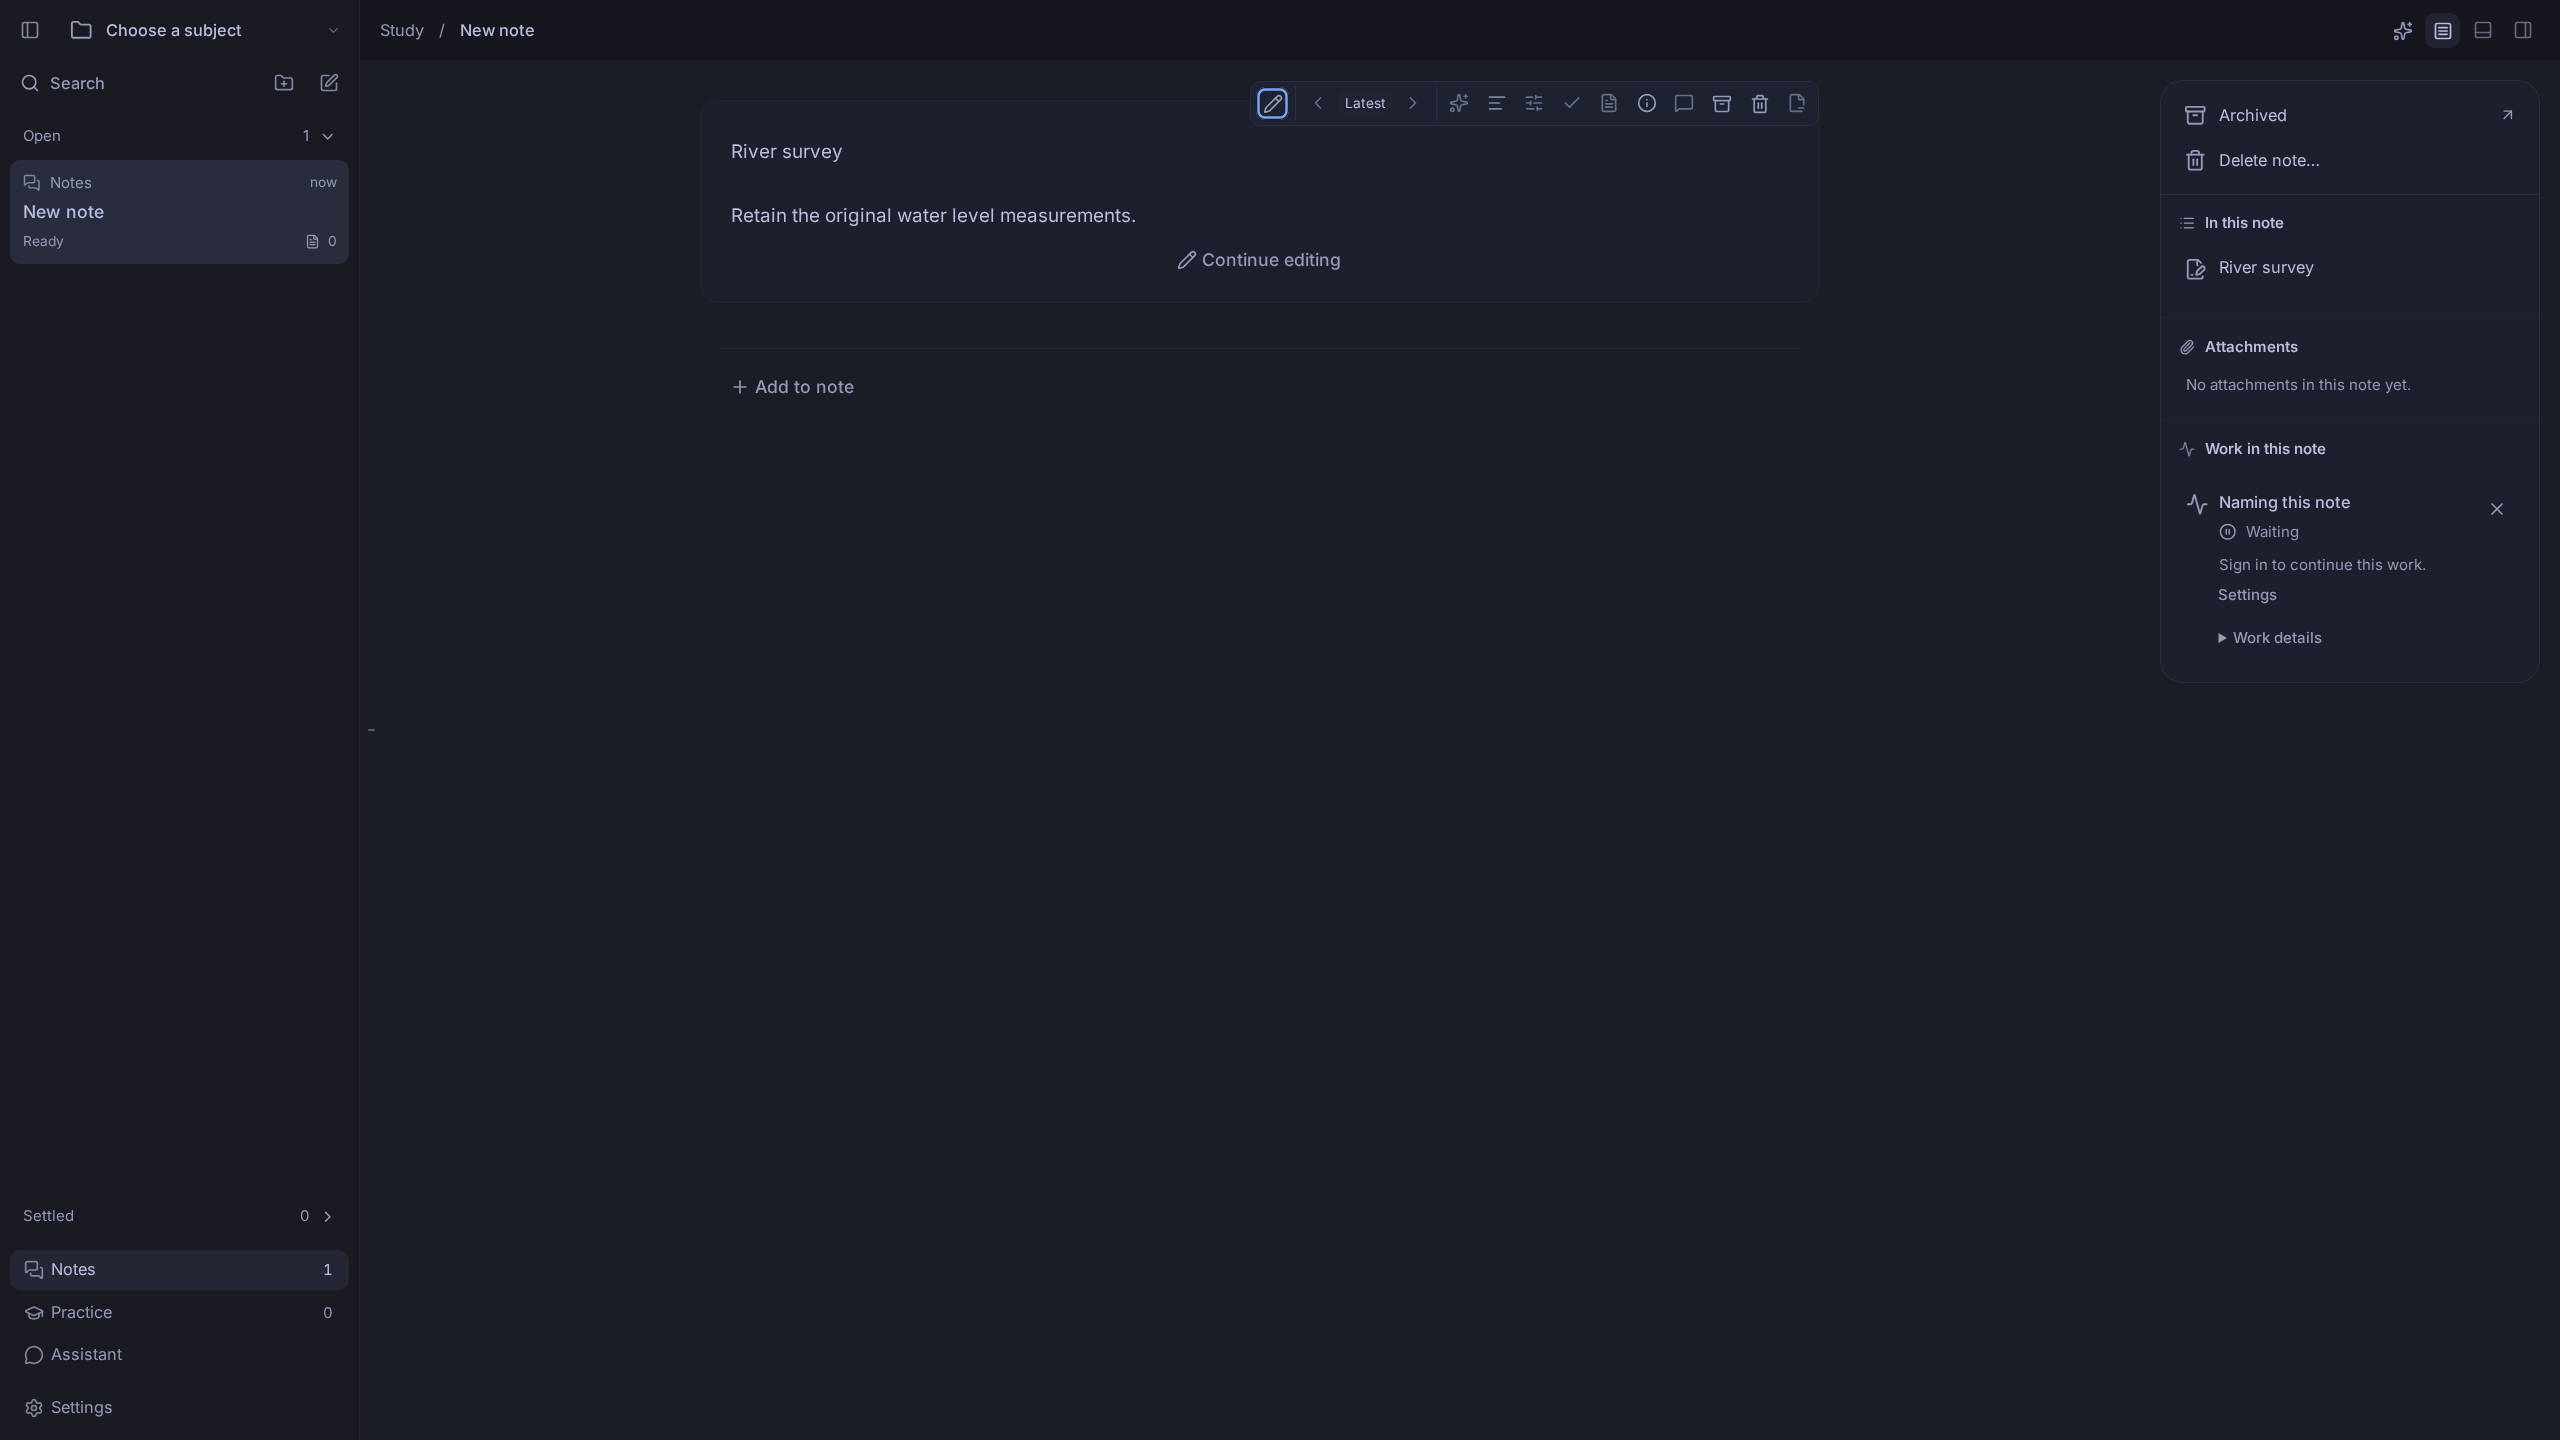 Choose a subject
Study / New note
Search
Open 1
Notes now
New note
Ready 0
Latest
River survey
Retain the original water level measurements.
Continue editing
Add to note
Archived
Delete note...
In this note
River survey
Attachments
No attachments in this note yet.
Work in this note
Naming this note
Waiting
Sign in to continue this work.
Settings
Work details
Settled 0
Notes 1
Practice 0
Assistant
Settings